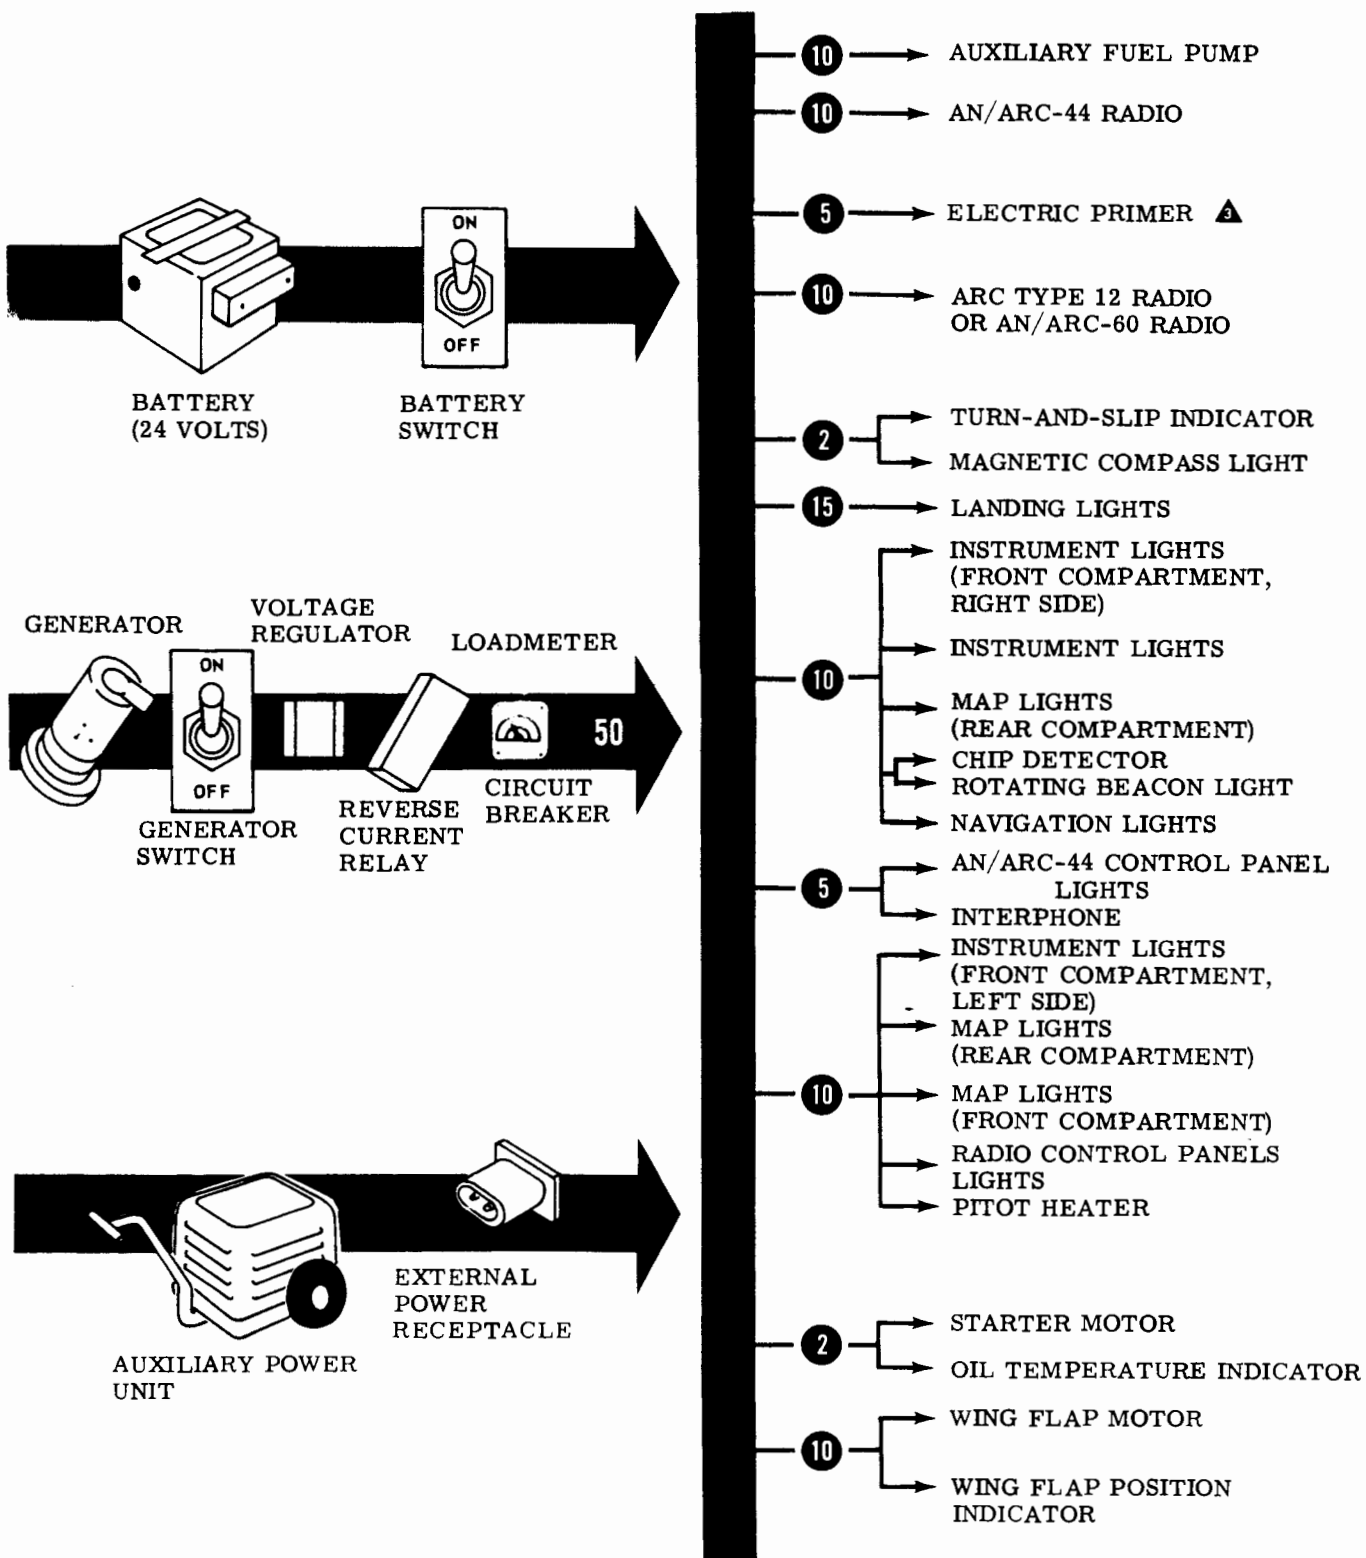 ON
OFF
BATTERY
(24 VOLTS)
BATTERY
SWITCH
GENERATOR
ON
OFF
GENERATOR
SWITCH
VOLTAGE
REGULATOR
REVERSE
CURRENT
RELAY
LOADMETER
50
CIRCUIT
BREAKER
AUXILIARY POWER
UNIT
EXTERNAL
POWER
RECEPTACLE
10 AUXILIARY FUEL PUMP
10 AN/ARC-44 RADIO
5 ELECTRIC PRIMER 3
10 ARC TYPE 12 RADIO
OR AN/ARC-60 RADIO
2
TURN-AND-SLIP INDICATOR
MAGNETIC COMPASS LIGHT
15 LANDING LIGHTS
10
INSTRUMENT LIGHTS
(FRONT COMPARTMENT,
RIGHT SIDE)
INSTRUMENT LIGHTS
MAP LIGHTS
(REAR COMPARTMENT)
CHIP DETECTOR
ROTATING BEACON LIGHT
NAVIGATION LIGHTS
5
AN/ARC-44 CONTROL PANEL
LIGHTS
INTERPHONE
10
INSTRUMENT LIGHTS
(FRONT COMPARTMENT,
LEFT SIDE)
MAP LIGHTS
(REAR COMPARTMENT)
MAP LIGHTS
(FRONT COMPARTMENT)
RADIO CONTROL PANELS
LIGHTS
PITOT HEATER
2
STARTER MOTOR
OIL TEMPERATURE INDICATOR
10
WING FLAP MOTOR
WING FLAP POSITION
INDICATOR